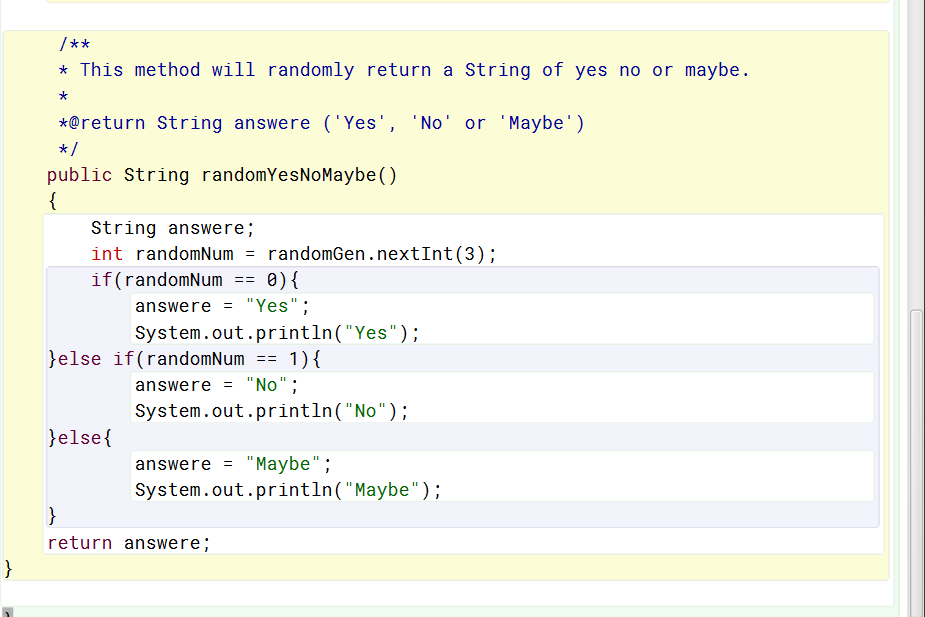 /**
* This method will randomly return a String of yes no or maybe.
*
*@return String answere ('Yes', 'No' or 'Maybe')
*/
public String randomYesNoMaybe()
{
String answere;
int randomNum = randomGen.nextInt(3);
if(randomNum == 0){
answere = "Yes";
System.out.println("Yes");
}else if(randomNum == 1){
answere = "No";
System.out.println("No");
}else{
answere = "Maybe";
System.out.println("Maybe");
}
return answere;
}